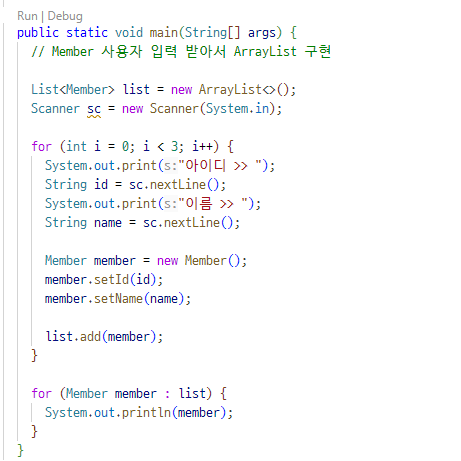 Run | Debug
public static void main(String[] args) {
// Member 사용자 입력 받아서 ArrayList 구현
List<Member> list = new ArrayList<>();
Scanner sc = new Scanner(System.in);
for (int i = 0; i < 3; i++) {
System.out.print(s:"아이디 >> ");
String id = sc.nextLine();
System.out.print(s:"이름 >> ");
String name = sc.nextLine();
Member member = new Member();
member.setId(id);
member.setName(name);
list.add(member);
}
for (Member member : list) {
System.out.println(member);
}
}